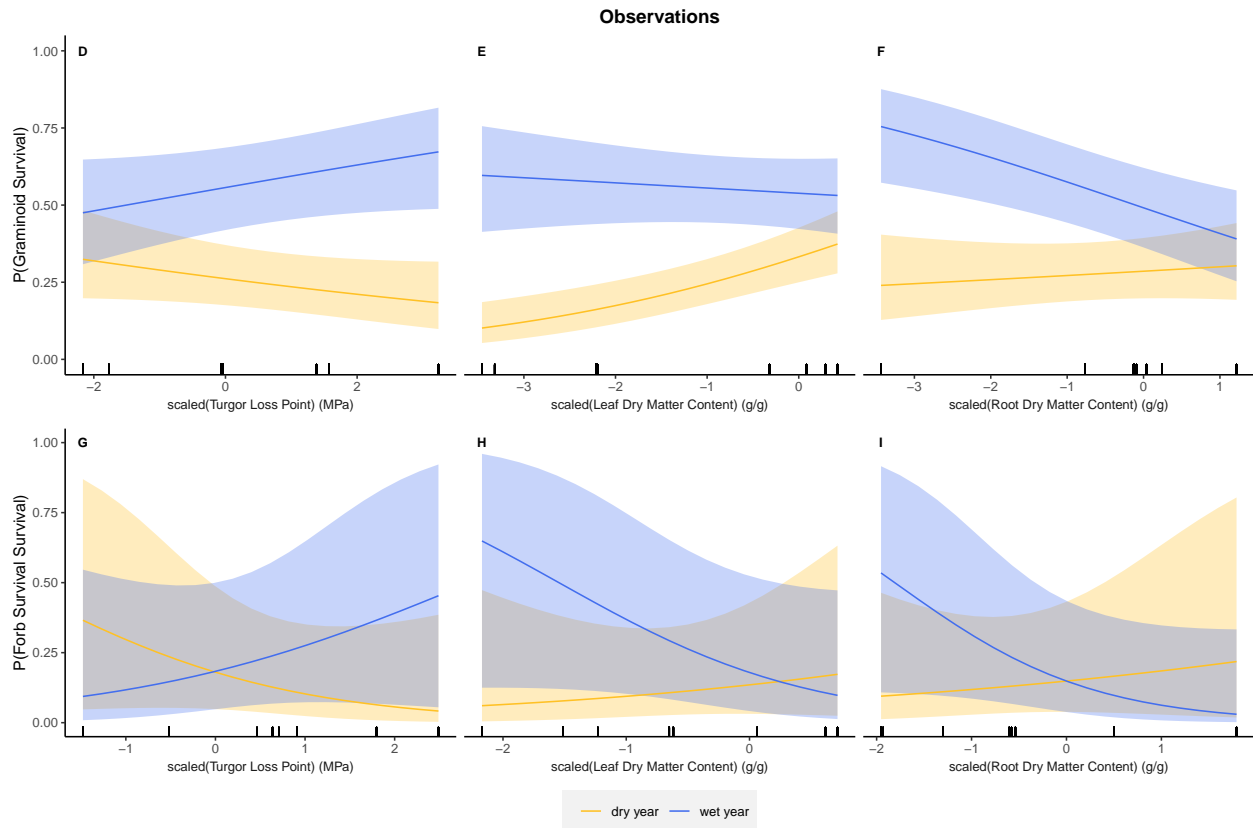 Observations
D E F
P(Graminoid Survival)
1.00
0.75
0.50
0.25
0.00
−2 0 2 −3 −2 −1 0 −3 −2 −1 0 1
scaled(Turgor Loss Point) (MPa) scaled(Leaf Dry Matter Content) (g/g) scaled(Root Dry Matter Content) (g/g)
G H I
P(Forb Survival Survival)
1.00
0.75
0.50
0.25
0.00
−1 0 1 2 −2 −1 0 −2 −1 0 1
scaled(Turgor Loss Point) (MPa) scaled(Leaf Dry Matter Content) (g/g) scaled(Root Dry Matter Content) (g/g)
dry year wet year